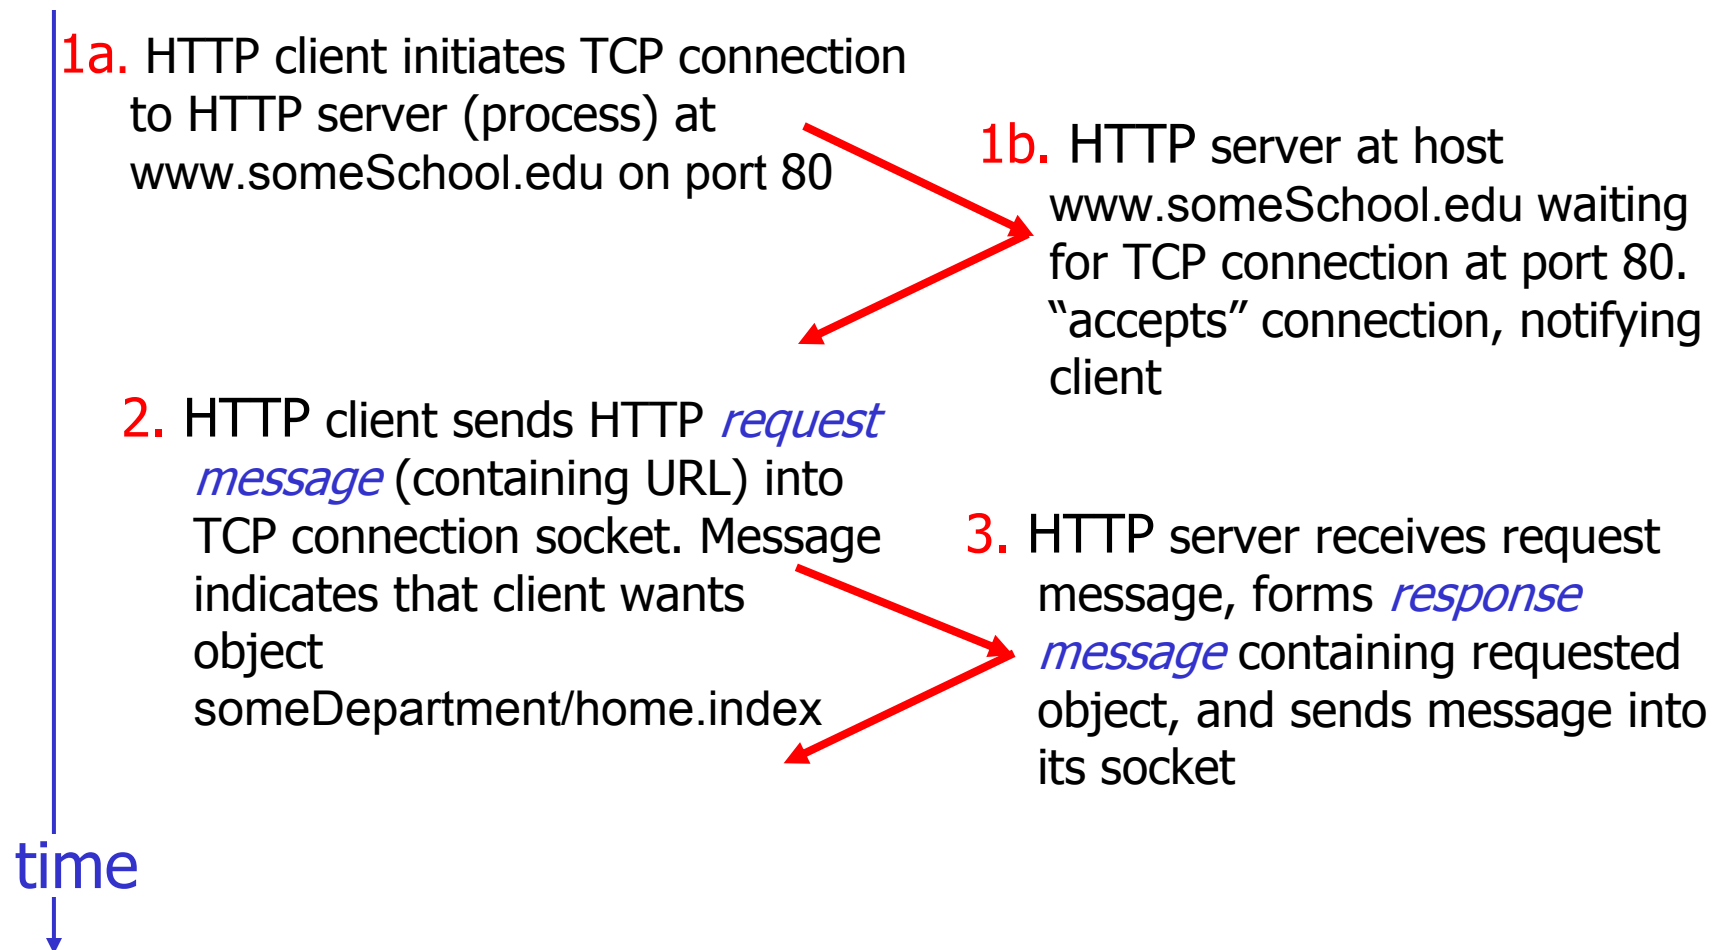 1a. HTTP client initiates TCP connection
to HTTP server (process) at
www.someSchool.edu on port 80
1b. HTTP server at host
www.someSchool.edu waiting
for TCP connection at port 80.
“accepts” connection, notifying
client
2. HTTP client sends HTTP request
message (containing URL) into
TCP connection socket. Message
indicates that client wants
object
someDepartment/home.index
3. HTTP server receives request
message, forms response
message containing requested
object, and sends message into
its socket
time